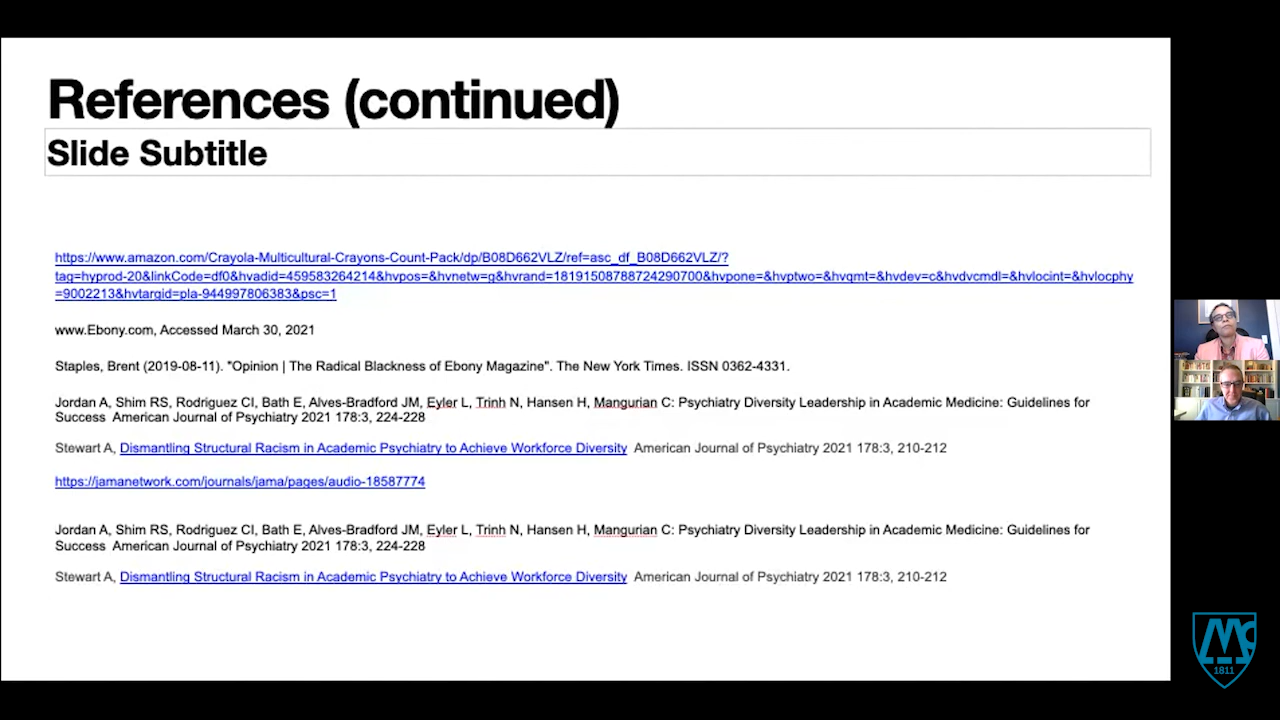 References (continued)
Slide Subtitle
https://www.amazon.com/Crayola-Multicultural-Crayons-Count-Pack/dp/B08D662VLZ/ref=asc_df_B08D662VLZ/?
tag=hyprod-20&linkCode=df0&hvadid=459583264214&hvpos=&hvnetw=g&hvrand=18191508788724290700&hvpone=&hvptwo=&hvqmt=&hvdev=c&hvdvcmdl=&hvlocint=&hvlocphy
=9002213&hvtargid=pla-944997806383&psc=1
www.Ebony.com, Accessed March 30, 2021
Staples, Brent (2019-08-11). "Opinion | The Radical Blackness of Ebony Magazine". The New York Times. ISSN 0362-4331.
Jordan A, Shim RS, Rodriguez CI, Bath E, Alves-Bradford JM, Eyler L, Trinh N, Hansen H, Mangurian C: Psychiatry Diversity Leadership in Academic Medicine: Guidelines for
Success American Journal of Psychiatry 2021 178:3, 224-228
Stewart A, Dismantling Structural Racism in Academic Psychiatry to Achieve Workforce Diversity American Journal of Psychiatry 2021 178:3, 210-212
https://jamanetwork.com/journals/jama/pages/audio-18587774
Jordan A, Shim RS, Rodriguez CI, Bath E, Alves-Bradford JM, Eyler L, Trinh N, Hansen H, Mangurian C: Psychiatry Diversity Leadership in Academic Medicine: Guidelines for
Success American Journal of Psychiatry 2021 178:3, 224-228
Stewart A, Dismantling Structural Racism in Academic Psychiatry to Achieve Workforce Diversity American Journal of Psychiatry 2021 178:3, 210-212
Mc
1811